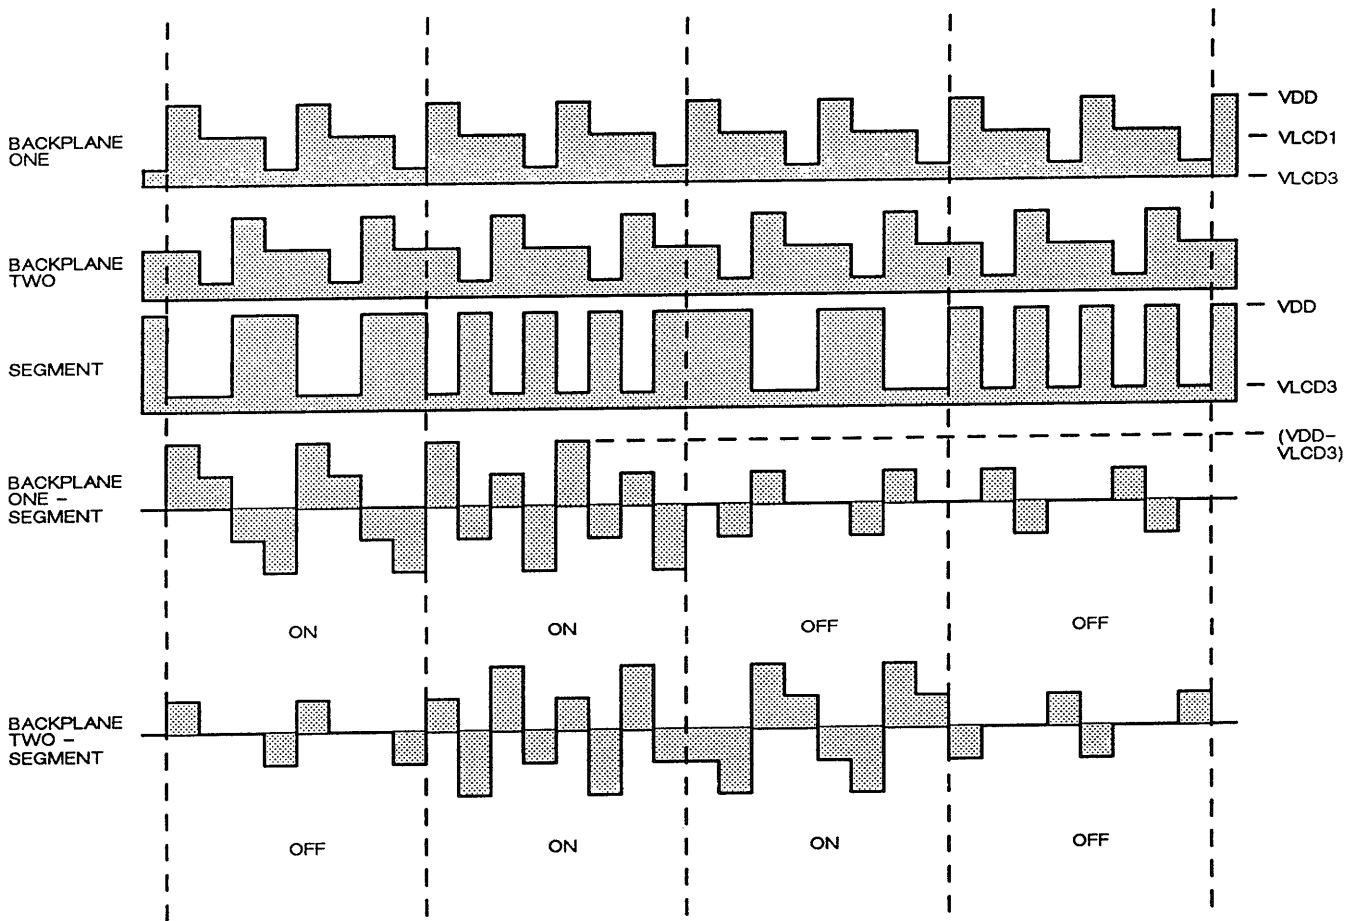 VDD
BACKPLANE
ONE
VLCD1
VLCD3
BACKPLANE
TWO
VDD
SEGMENT
VLCD3
(VDD–
VLCD3)
BACKPLANE
ONE –
SEGMENT
ON
ON
OFF
OFF
BACKPLANE
TWO –
SEGMENT
OFF
ON
ON
OFF